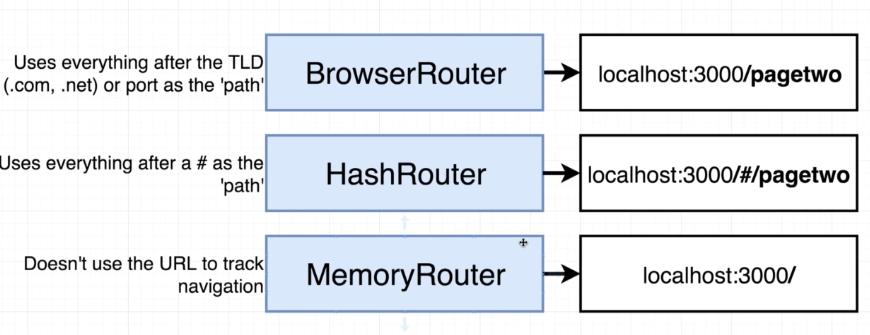 Uses everything after the TLD
(.com, .net) or port as the 'path'
BrowserRouter
localhost:3000/pagetwo
Uses everything after a # as the
'path'
HashRouter
localhost:3000/#/pagetwo
Doesn't use the URL to track
navigation
MemoryRouter
localhost:3000/